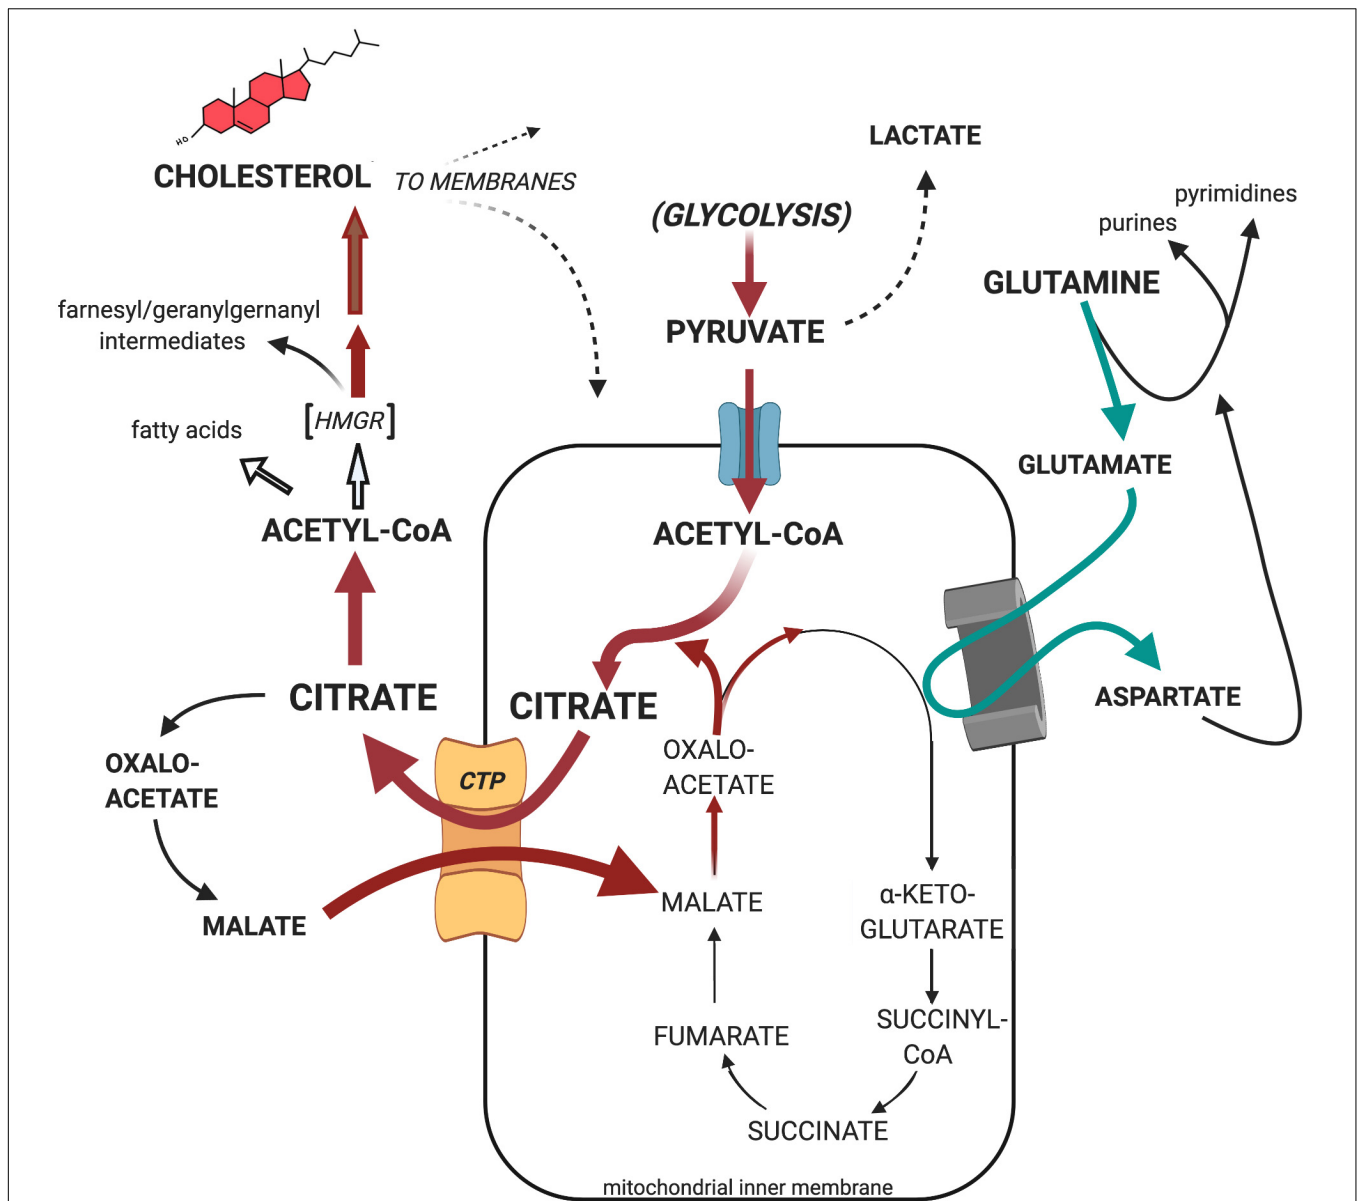 HO
CHOLESTEROL
TO MEMBRANES
LACTATE
(GLYCOLYSIS)
pyrimidines
purines
GLUTAMINE
farnesyl/geranylgernanyl
intermediates
PYRUVATE
[HMGR]
fatty acids
GLUTAMATE
ACETYL-CoA
ACETYL-CoA
CITRATE
CITRATE
ASPARTATE
OXALO-
ACETATE
CTP
OXALO-
ACETATE
MALATE
MALATE
α-KETO-
GLUTARATE
FUMARATE
SUCCINYL-
CoA
SUCCINATE
mitochondrial inner membrane